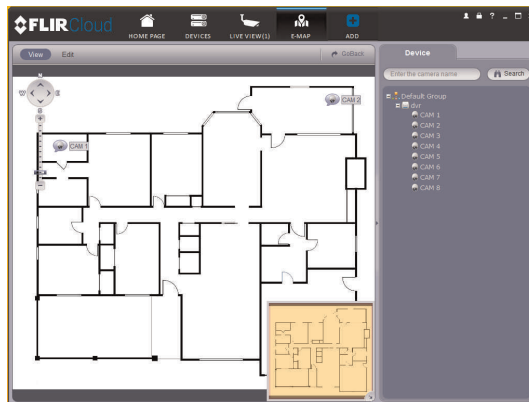 FLIR Cloud
HOME PAGE
DEVICES
LIVE VIEW(1)
E-MAP
ADD
View
Edit
GoBack
Device
Enter the camera name
Search
Default Group
dvr
CAM 1
CAM 2
CAM 3
CAM 4
CAM 5
CAM 6
CAM 7
CAM 8
N
W
E
CAM 1
CAM 2